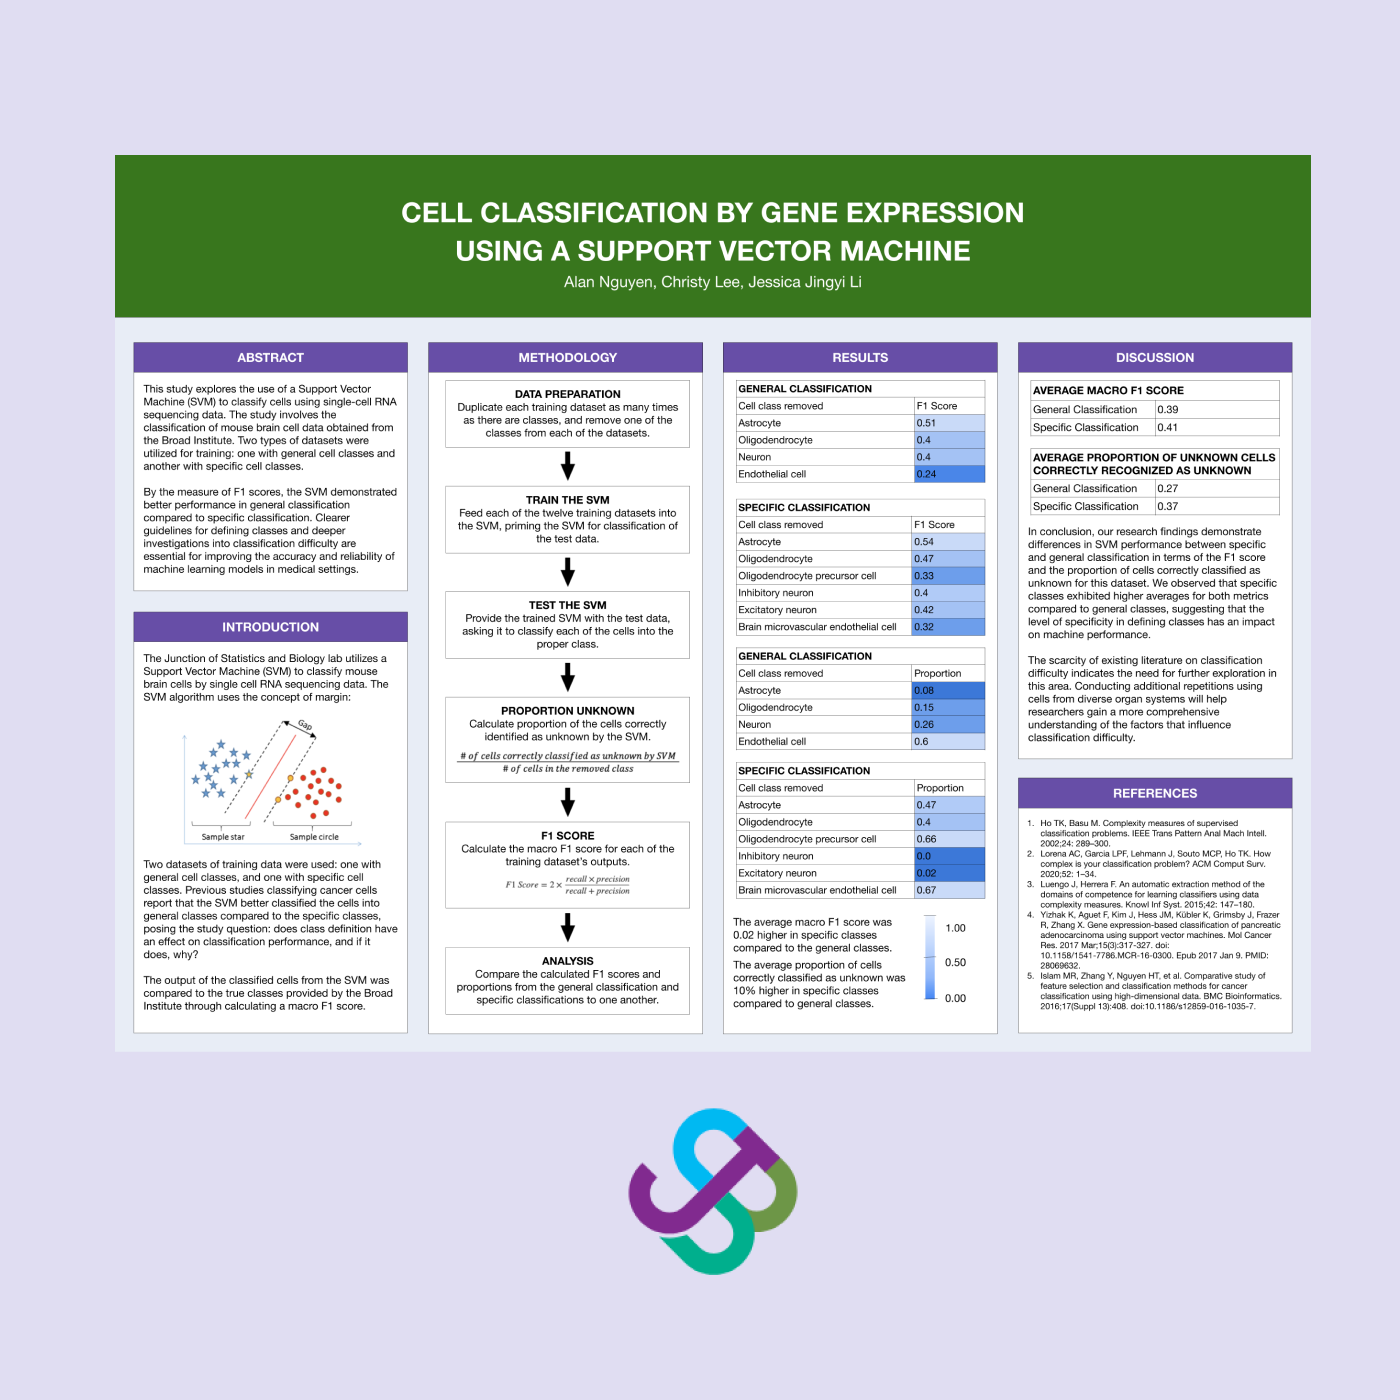 CELL CLASSIFICATION BY GENE EXPRESSION
USING A SUPPORT VECTOR MACHINE
Alan Nguyen, Christy Lee, Jessica Jingyi Li
ABSTRACT
This study explores the use of a Support Vector
Machine (SVM) to classify cells using single-cell RNA
sequencing data. The study involves the
classification of mouse brain cell data obtained from
the Broad Institute. Two types of datasets were
utilized for training: one with general cell classes and
another with specific cell classes.
By the measure of F1 scores, the SVM demonstrated
better performance in general classification
compared to specific classification. Clearer
guidelines for defining classes and deeper
investigations into classification difficulty are
essential for improving the accuracy and reliability of
machine learning models in medical settings.
INTRODUCTION
The Junction of Statistics and Biology lab utilizes a
Support Vector Machine (SVM) to classify mouse
brain cells by single cell RNA sequencing data. The
SVM algorithm uses the concept of margin:
Gap
Sample star
Sample circle
Two datasets of training data were used: one with
general cell classes, and one with specific cell
classes. Previous studies classifying cancer cells
report that the SVM better classified the cells into
general classes compared to the specific classes,
posing the study question: does class definition have
an effect on classification performance, and if it
does, why?
The output of the classified cells from the SVM was
compared to the true classes provided by the Broad
Institute through calculating a macro F1 score.
METHODOLOGY
DATA PREPARATION
Duplicate each training dataset as many times
as there are classes, and remove one of the
classes from each of the datasets.
TRAIN THE SVM
Feed each of the twelve training datasets into
the SVM, priming the SVM for classification of
the test data.
TEST THE SVM
Provide the trained SVM with the test data,
asking it to classify each of the cells into the
proper class.
PROPORTION UNKNOWN
Calculate proportion of the cells correctly
identified as unknown by the SVM.
# of cells correctly classified as unknown by SVM
# of cells in the removed class
F1 SCORE
Calculate the macro F1 score for each of the
training dataset's outputs.
F1 Score = 2 × recall × precision
recall + precision
ANALYSIS
Compare the calculated F1 scores and
proportions from the general classification and
specific classifications to one another.
RESULTS
GENERAL CLASSIFICATION
Cell class removed F1 Score
Astrocyte 0.51
Oligodendrocyte 0.4
Neuron 0.4
Endothelial cell 0.24
SPECIFIC CLASSIFICATION
Cell class removed F1 Score
Astrocyte 0.54
Oligodendrocyte 0.47
Oligodendrocyte precursor cell 0.33
Inhibitory neuron 0.4
Excitatory neuron 0.42
Brain microvascular endothelial cell 0.32
GENERAL CLASSIFICATION
Cell class removed Proportion
Astrocyte 0.08
Oligodendrocyte 0.15
Neuron 0.26
Endothelial cell 0.6
SPECIFIC CLASSIFICATION
Cell class removed Proportion
Astrocyte 0.47
Oligodendrocyte 0.4
Oligodendrocyte precursor cell 0.66
Inhibitory neuron 0.0
Excitatory neuron 0.02
Brain microvascular endothelial cell 0.67
The average macro F1 score was
0.02 higher in specific classes
compared to the general classes.
The average proportion of cells
correctly classified as unknown was
10% higher in specific classes
compared to general classes.
1.00
0.50
0.00
DISCUSSION
AVERAGE MACRO F1 SCORE
General Classification 0.39
Specific Classification 0.41
AVERAGE PROPORTION OF UNKNOWN CELLS
CORRECTLY RECOGNIZED AS UNKNOWN
General Classification 0.27
Specific Classification 0.37
In conclusion, our research findings demonstrate
differences in SVM performance between specific
and general classification in terms of the F1 score
and the proportion of cells correctly classified as
unknown for this dataset. We observed that specific
classes exhibited higher averages for both metrics
compared to general classes, suggesting that the
level of specificity in defining classes has an impact
on machine performance.
The scarcity of existing literature on classification
difficulty indicates the need for further exploration in
this area. Conducting additional repetitions using
cells from diverse organ systems will help
researchers gain a more comprehensive
understanding of the factors that influence
classification difficulty.
REFERENCES
1. Ho TK, Basu M. Complexity measures of supervised
classification problems. IEEE Trans Pattern Anal Mach Intell.
2002;24: 289–300.
2. Lorena AC, Garcia LPF, Lehmann J, Souto MCP, Ho TK. How
complex is your classification problem? ACM Comput Surv.
2020;52: 1–34.
3. Luengo J, Herrera F. An automatic extraction method of the
domains of competence for learning classifiers using data
complexity measures. Knowl Inf Syst. 2015;42: 147–180.
4. Yizhak K, Aguet F, Kim J, Hess JM, Kübler K, Grimsby J, Frazer
R, Zhang X. Gene expression-based classification of pancreatic
adenocarcinoma using support vector machines. Mol Cancer
Res. 2017 Mar;15(3):317-327. doi:
10.1158/1541-7786.MCR-16-0300. Epub 2017 Jan 9. PMID:
28069632.
5. Islam MR, Zhang Y, Nguyen HT, et al. Comparative study of
feature selection and classification methods for cancer
classification using high-dimensional data. BMC Bioinformatics.
2016;17(Suppl 13):408. doi:10.1186/s12859-016-1035-7.